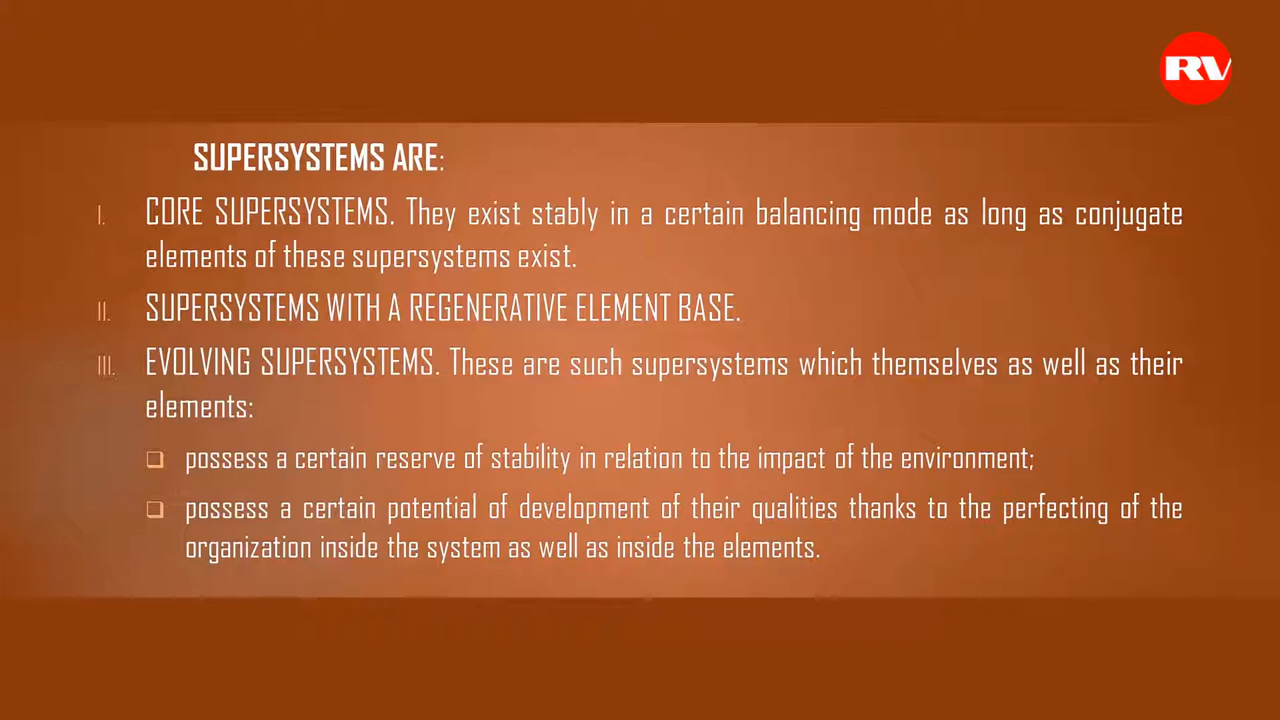 RV
SUPERSYSTEMS ARE:
I. CORE SUPERSYSTEMS. They exist stably in a certain balancing mode as long as conjugate
elements of these supersystems exist.
II. SUPERSYSTEMS WITH A REGENERATIVE ELEMENT BASE.
III. EVOLVING SUPERSYSTEMS. These are such supersystems which themselves as well as their
elements:
❑ possess a certain reserve of stability in relation to the impact of the environment;
❑ possess a certain potential of development of their qualities thanks to the perfecting of the
organization inside the system as well as inside the elements.